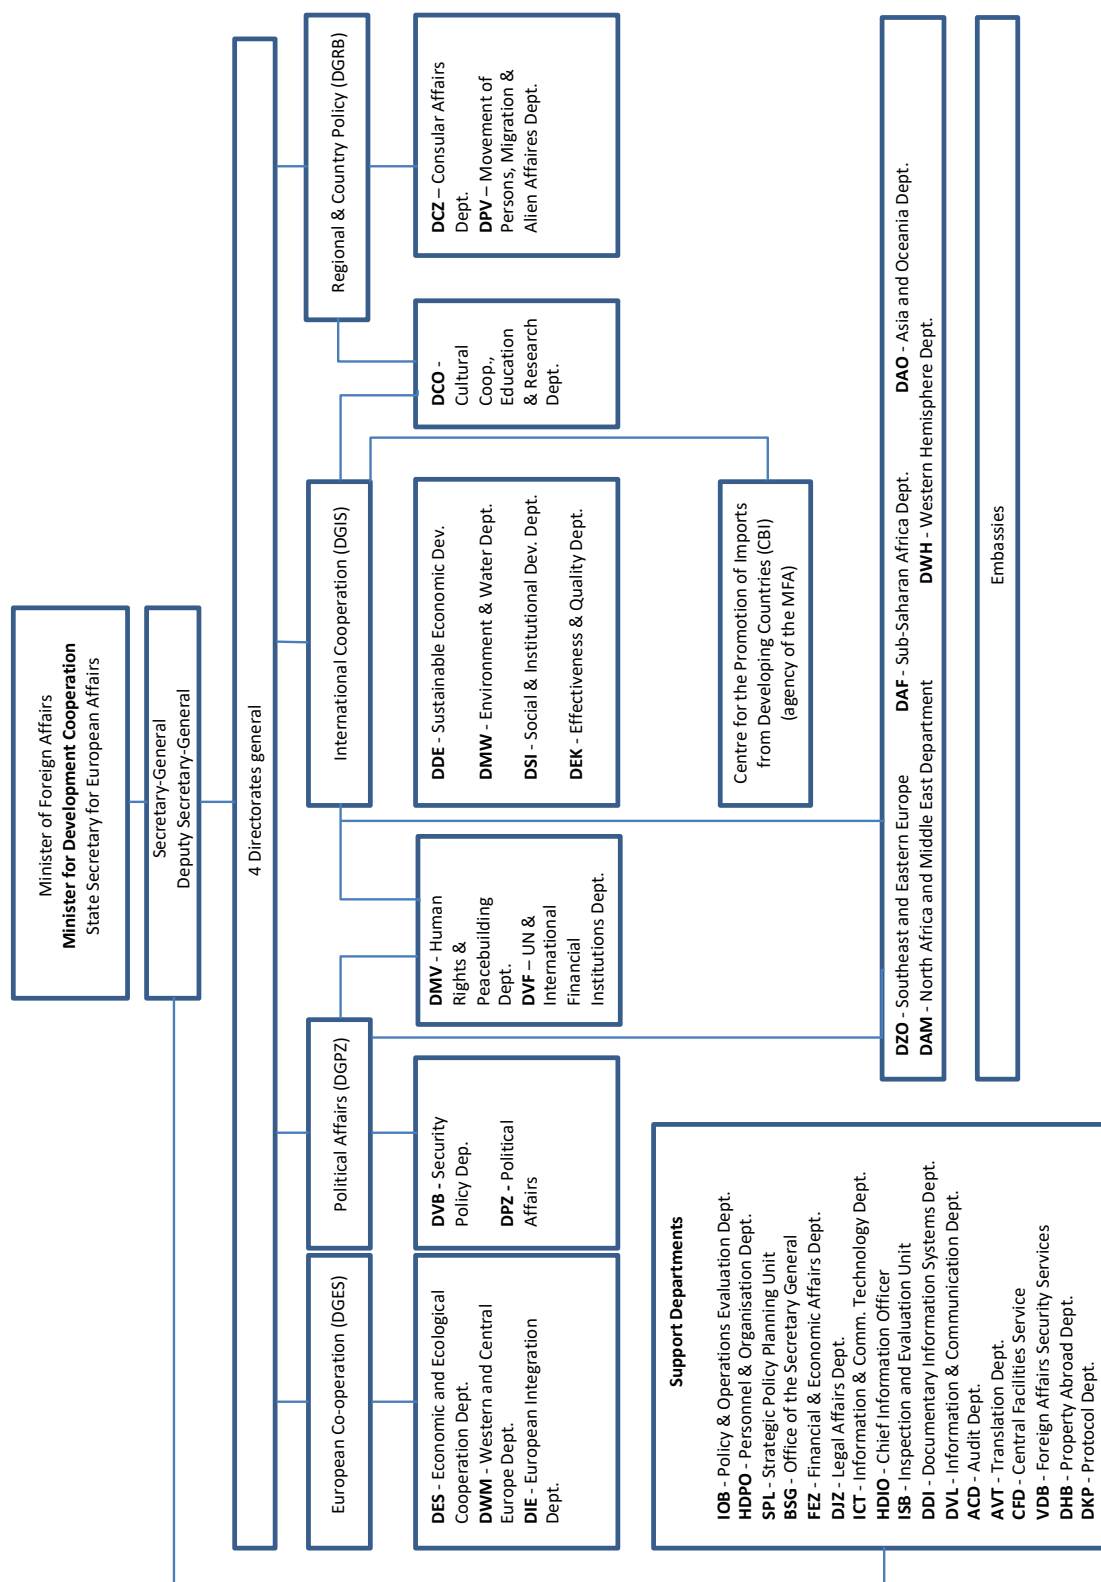 Minister of Foreign Affairs
Minister for Development Cooperation
State Secretary for European Affairs
Secretary-General
Deputy Secretary-General
4 Directorates general
European Co-operation (DGES)
Political Affairs (DGPZ)
International Cooperation (DGIS)
Regional & Country Policy (DGRB)
DES - Economic and Ecological
Cooperation Dept.
DWM - Western and Central
Europe Dept.
DIE - European Integration
Dept.
DVB - Security
Policy Dep.
DPZ - Political
Affairs
DMV - Human
Rights &
Peacebuilding
Dept.
DVF – UN &
International
Financial
Institutions Dept.
DDE - Sustainable Economic Dev.
DMW - Environment & Water Dept.
DSI - Social & Institutional Dev. Dept.
DEK - Effectiveness & Quality Dept.
DCO -
Cultural
Coop.,
Education
& Research
Dept.
DCZ – Consular Affairs
Dept.
DPV – Movement of
Persons, Migration &
Alien Affaires Dept.
Centre for the Promotion of Imports
from Developing Countries (CBI)
(agency of the MFA)
Support Departments
IOB - Policy & Operations Evaluation Dept.
HDPO - Personnel & Organisation Dept.
SPL - Strategic Policy Planning Unit
BSG - Office of the Secretary General
FEZ - Financial & Economic Affairs Dept.
DJZ - Legal Affairs Dept.
ICT - Information & Comm. Technology Dept.
HDIO - Chief Information Officer
ISB - Inspection and Evaluation Unit
DDI - Documentary Information Systems Dept.
DVL - Information & Communication Dept.
ACD - Audit Dept.
AVT - Translation Dept.
CFD - Central Facilities Service
VDB - Foreign Affairs Security Services
DHB - Property Abroad Dept.
DKP - Protocol Dept.
DZO - Southeast and Eastern Europe DAF - Sub-Saharan Africa Dept. DAO - Asia and Oceania Dept.
DAM - North Africa and Middle East Department DWH - Western Hemisphere Dept.
Embassies